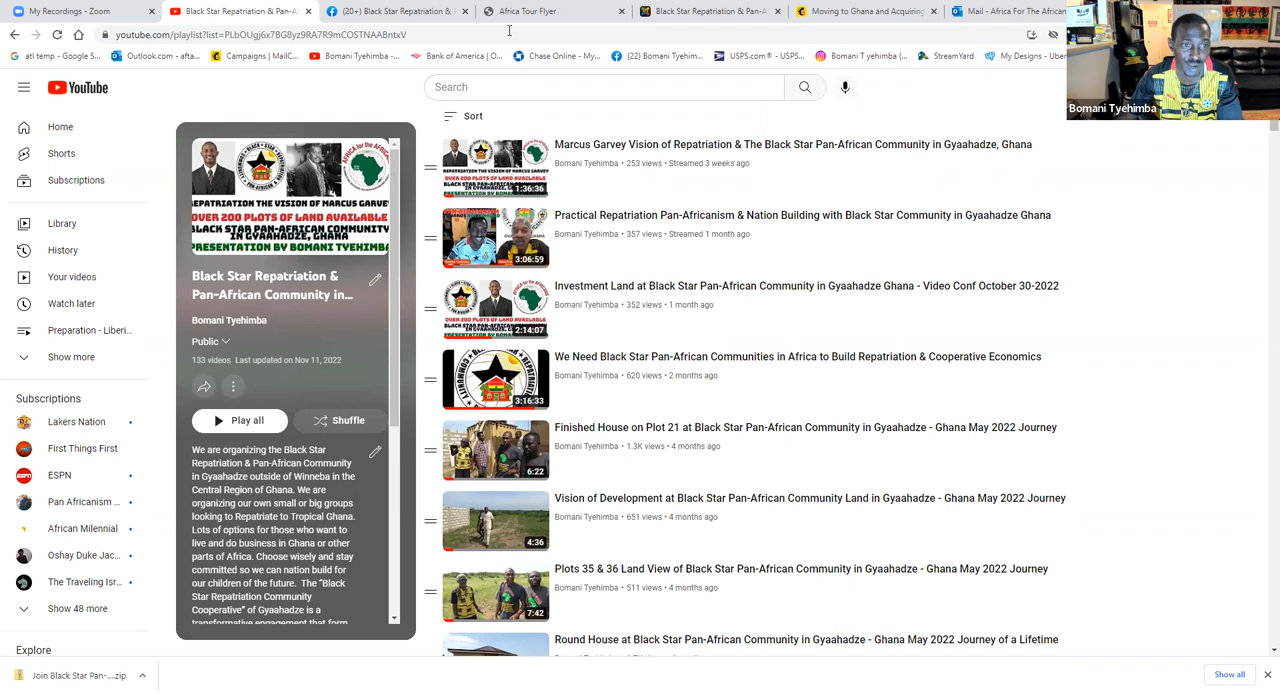 My Recordings - Zoom
Black Star Repatriation & Pan-Af
(20+) Black Star Repatriation &
Africa Tour Flyer
Black Star Repatriation & Pan-Af
Moving to Ghana and Acquiring
Mail - Africa For The African
youtube.com/playlist?list=PLbOUgj6x7BG8yz9RA7R9mCOSTNAABntxV
atl temp - Google S...
Outlook.com - afta...
Campaigns | MailC...
Bomani Tyehimba -...
Bank of America | O...
Chase Online - My...
(22) Bomani Tyehim...
USPS.com® - USPS...
Bomani T yehimba (...
StreamYard
My Designs - Uber
Bomani Tyehimba
YouTube
Search
Home
Shorts
Subscriptions
Library
History
Your videos
Watch later
Preparation - Liberi...
Show more
Subscriptions
Lakers Nation
First Things First
ESPN
Pan Africanism ...
African Milennial
Oshay Duke Jac...
The Traveling Isr...
Show 48 more
Explore
REPATRIATION THE VISION OF MARCUS GARVEY
OVER 200 PLOTS OF LAND AVAILABLE
BLACK STAR PAN-AFRICAN COMMUNITY
IN GYAAHADZE, GHANA
PRESENTATION BY BOMANI TYEHIMBA
Black Star Repatriation &
Pan-African Community in...
Bomani Tyehimba
Public
133 videos Last updated on Nov 11, 2022
Play all
Shuffle
We are organizing the Black Star
Repatriation & Pan-African Community
in Gyaahadze outside of Winneba in the
Central Region of Ghana. We are
organizing our own small or big groups
looking to Repatriate to Tropical Ghana.
Lots of options for those who want to
live and do business in Ghana or other
parts of Africa. Choose wisely and stay
committed so we can nation build for
our children of the future. The "Black
Star Repatriation Community
Cooperative" of Gyaahadze is a
transformative engagement that form
Sort
1:36:36
Marcus Garvey Vision of Repatriation & The Black Star Pan-African Community in Gyaahadze, Ghana
Bomani Tyehimba • 253 views • Streamed 3 weeks ago
3:06:59
Practical Repatriation Pan-Africanism & Nation Building with Black Star Community in Gyaahadze Ghana
Bomani Tyehimba • 357 views • Streamed 1 month ago
2:14:07
Investment Land at Black Star Pan-African Community in Gyaahadze Ghana - Video Conf October 30-2022
Bomani Tyehimba • 352 views • 1 month ago
3:16:33
We Need Black Star Pan-African Communities in Africa to Build Repatriation & Cooperative Economics
Bomani Tyehimba • 620 views • 2 months ago
6:22
Finished House on Plot 21 at Black Star Pan-African Community in Gyaahadze - Ghana May 2022 Journey
Bomani Tyehimba • 1.3K views • 4 months ago
4:36
Vision of Development at Black Star Pan-African Community Land in Gyaahadze - Ghana May 2022 Journey
Bomani Tyehimba • 651 views • 4 months ago
7:42
Plots 35 & 36 Land View of Black Star Pan-African Community in Gyaahadze - Ghana May 2022 Journey
Bomani Tyehimba • 511 views • 4 months ago
Round House at Black Star Pan-African Community in Gyaahadze - Ghana May 2022 Journey of a Lifetime
Join Black Star Pan-....zip
Show all